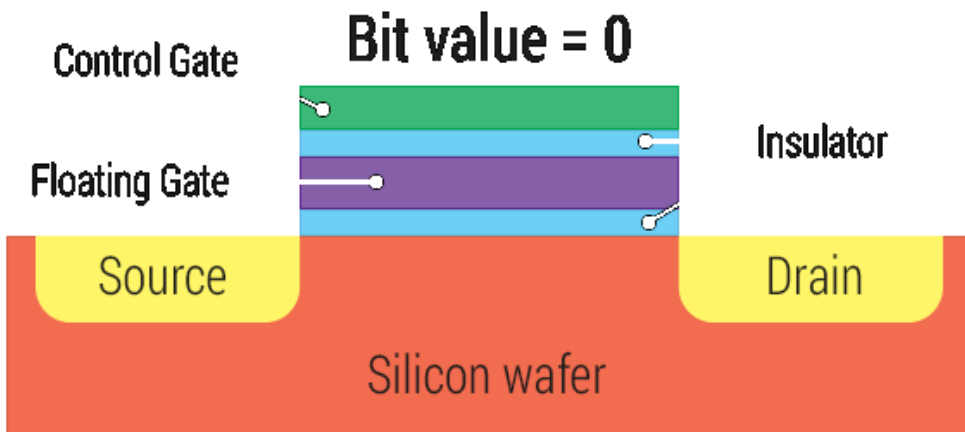 Bit value = 0
Control Gate
Insulator
Floating Gate
Source
Drain
Silicon wafer